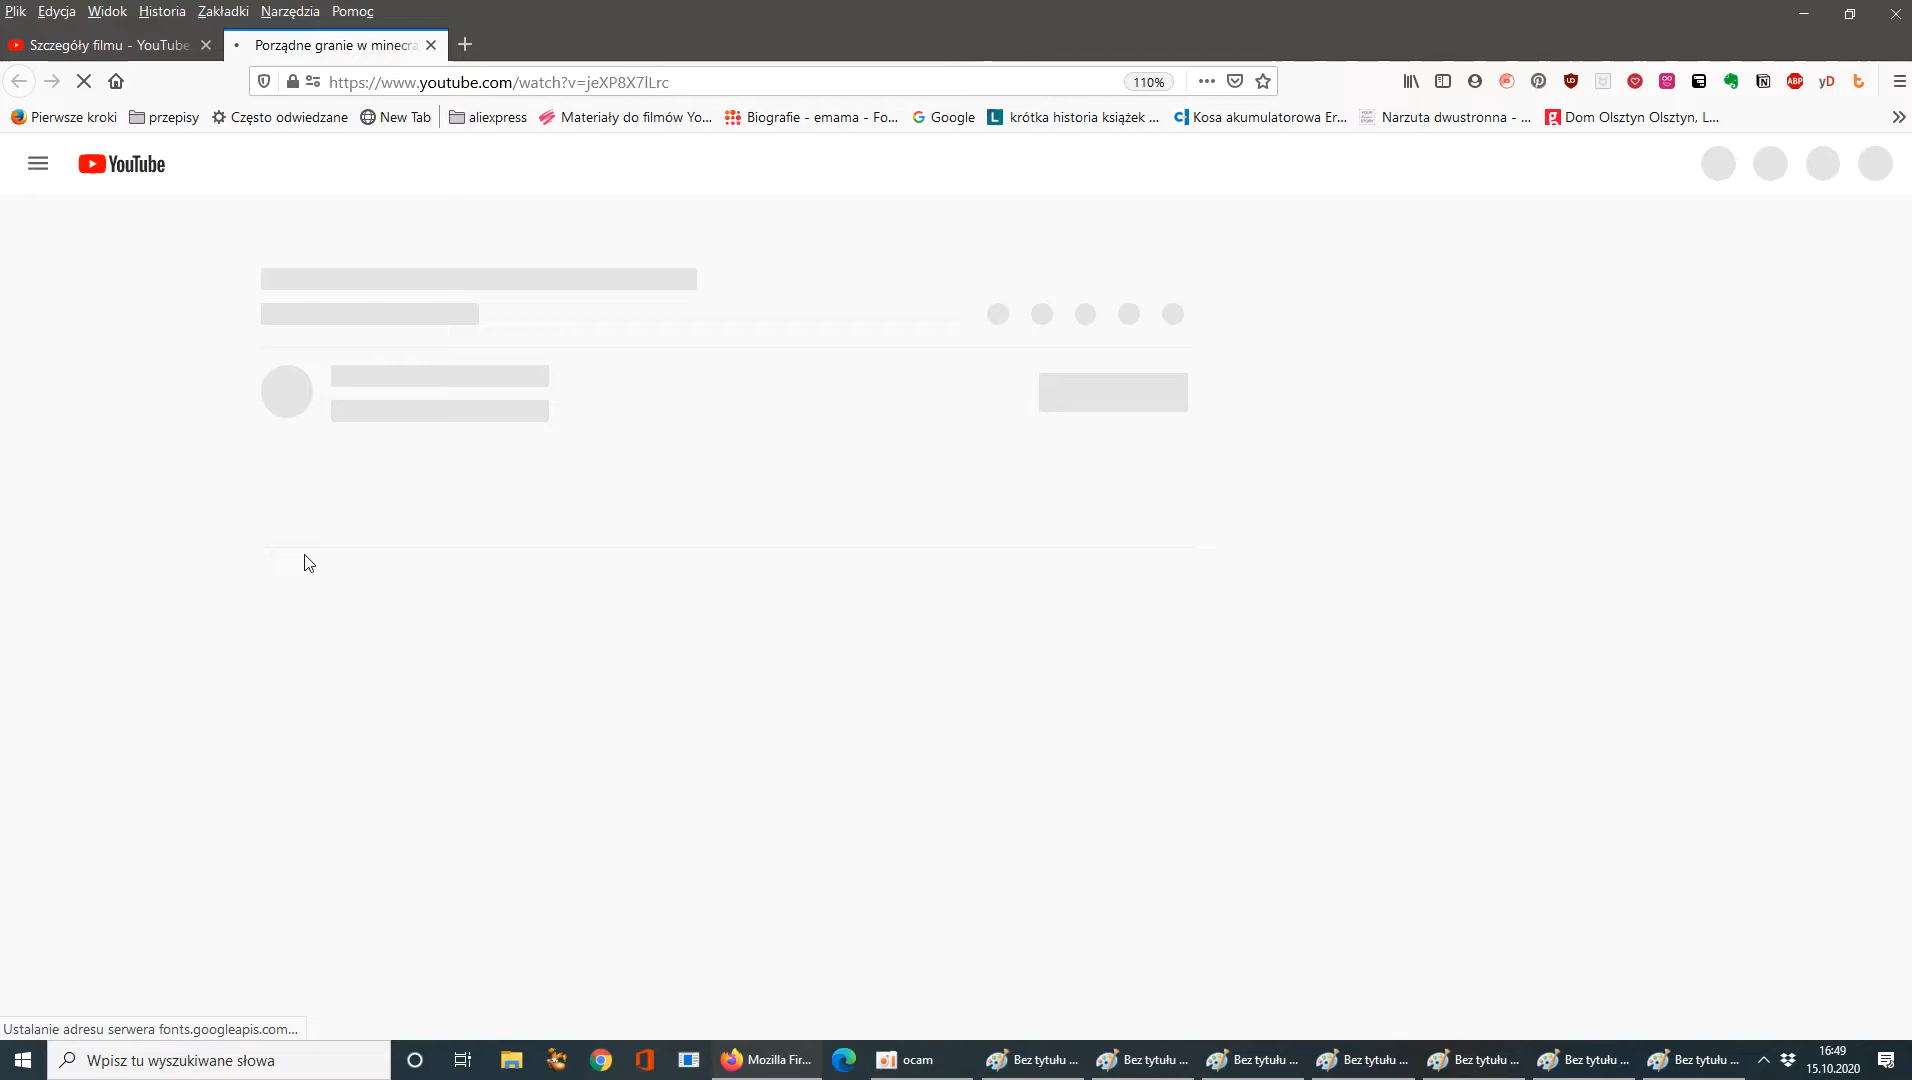 Plik Edycja Widok Historia Zakładki Narzędzia Pomoc
Szczegóły filmu - YouTube Porządne granie w minecra
https://www.youtube.com/watch?v=jeXP8X7lLrc 110%
Pierwsze kroki przepisy Często odwiedzane New Tab aliexpress Materiały do filmów Yo... Biografie - emama - Fo... Google krótka historia książek ... Kosa akumulatorowa Er... Narzuta dwustronna - ... Dom Olsztyn Olsztyn, L...
YouTube
Ustalanie adresu serwera fonts.googleapis.com...
Wpisz tu wyszukiwane słowa Mozilla Fir... ocam Bez tytułu ... Bez tytułu ... Bez tytułu ... Bez tytułu ... Bez tytułu ... Bez tytułu ... Bez tytułu ... 16:49
15.10.2020